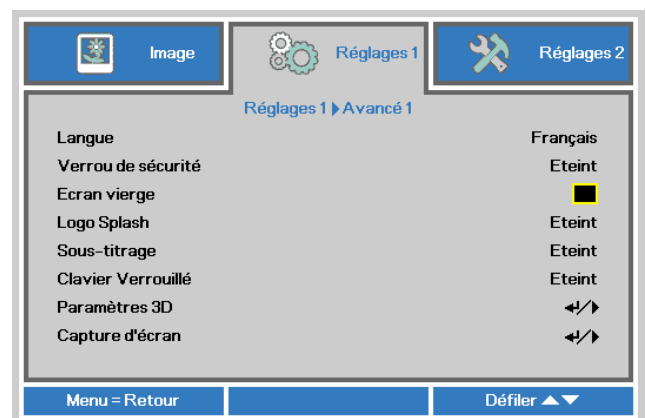 Image
Réglages 1
Réglages 2
Réglages 1 Avancé 1
Langue Français
Verrou de sécurité Eteint
Ecran vierge
Logo Splash Eteint
Sous-titrage Eteint
Clavier Verrouillé Eteint
Paramètres 3D
Capture d'écran
Menu = Retour
Défiler